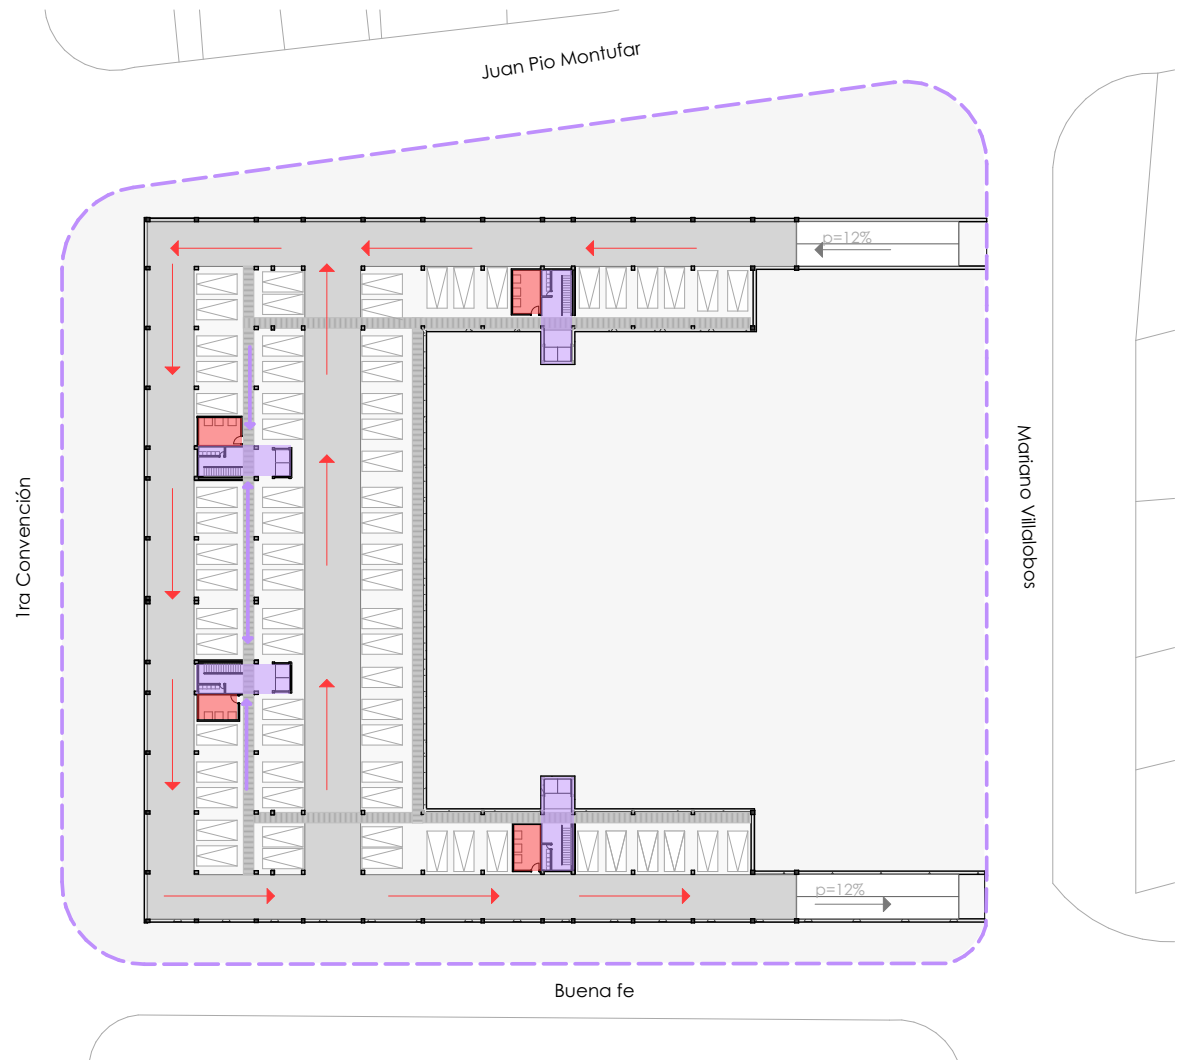 Juan Pio Montufar
p=12%
Mariano Villalobos
1ra Convención
p=12%
Buena fe